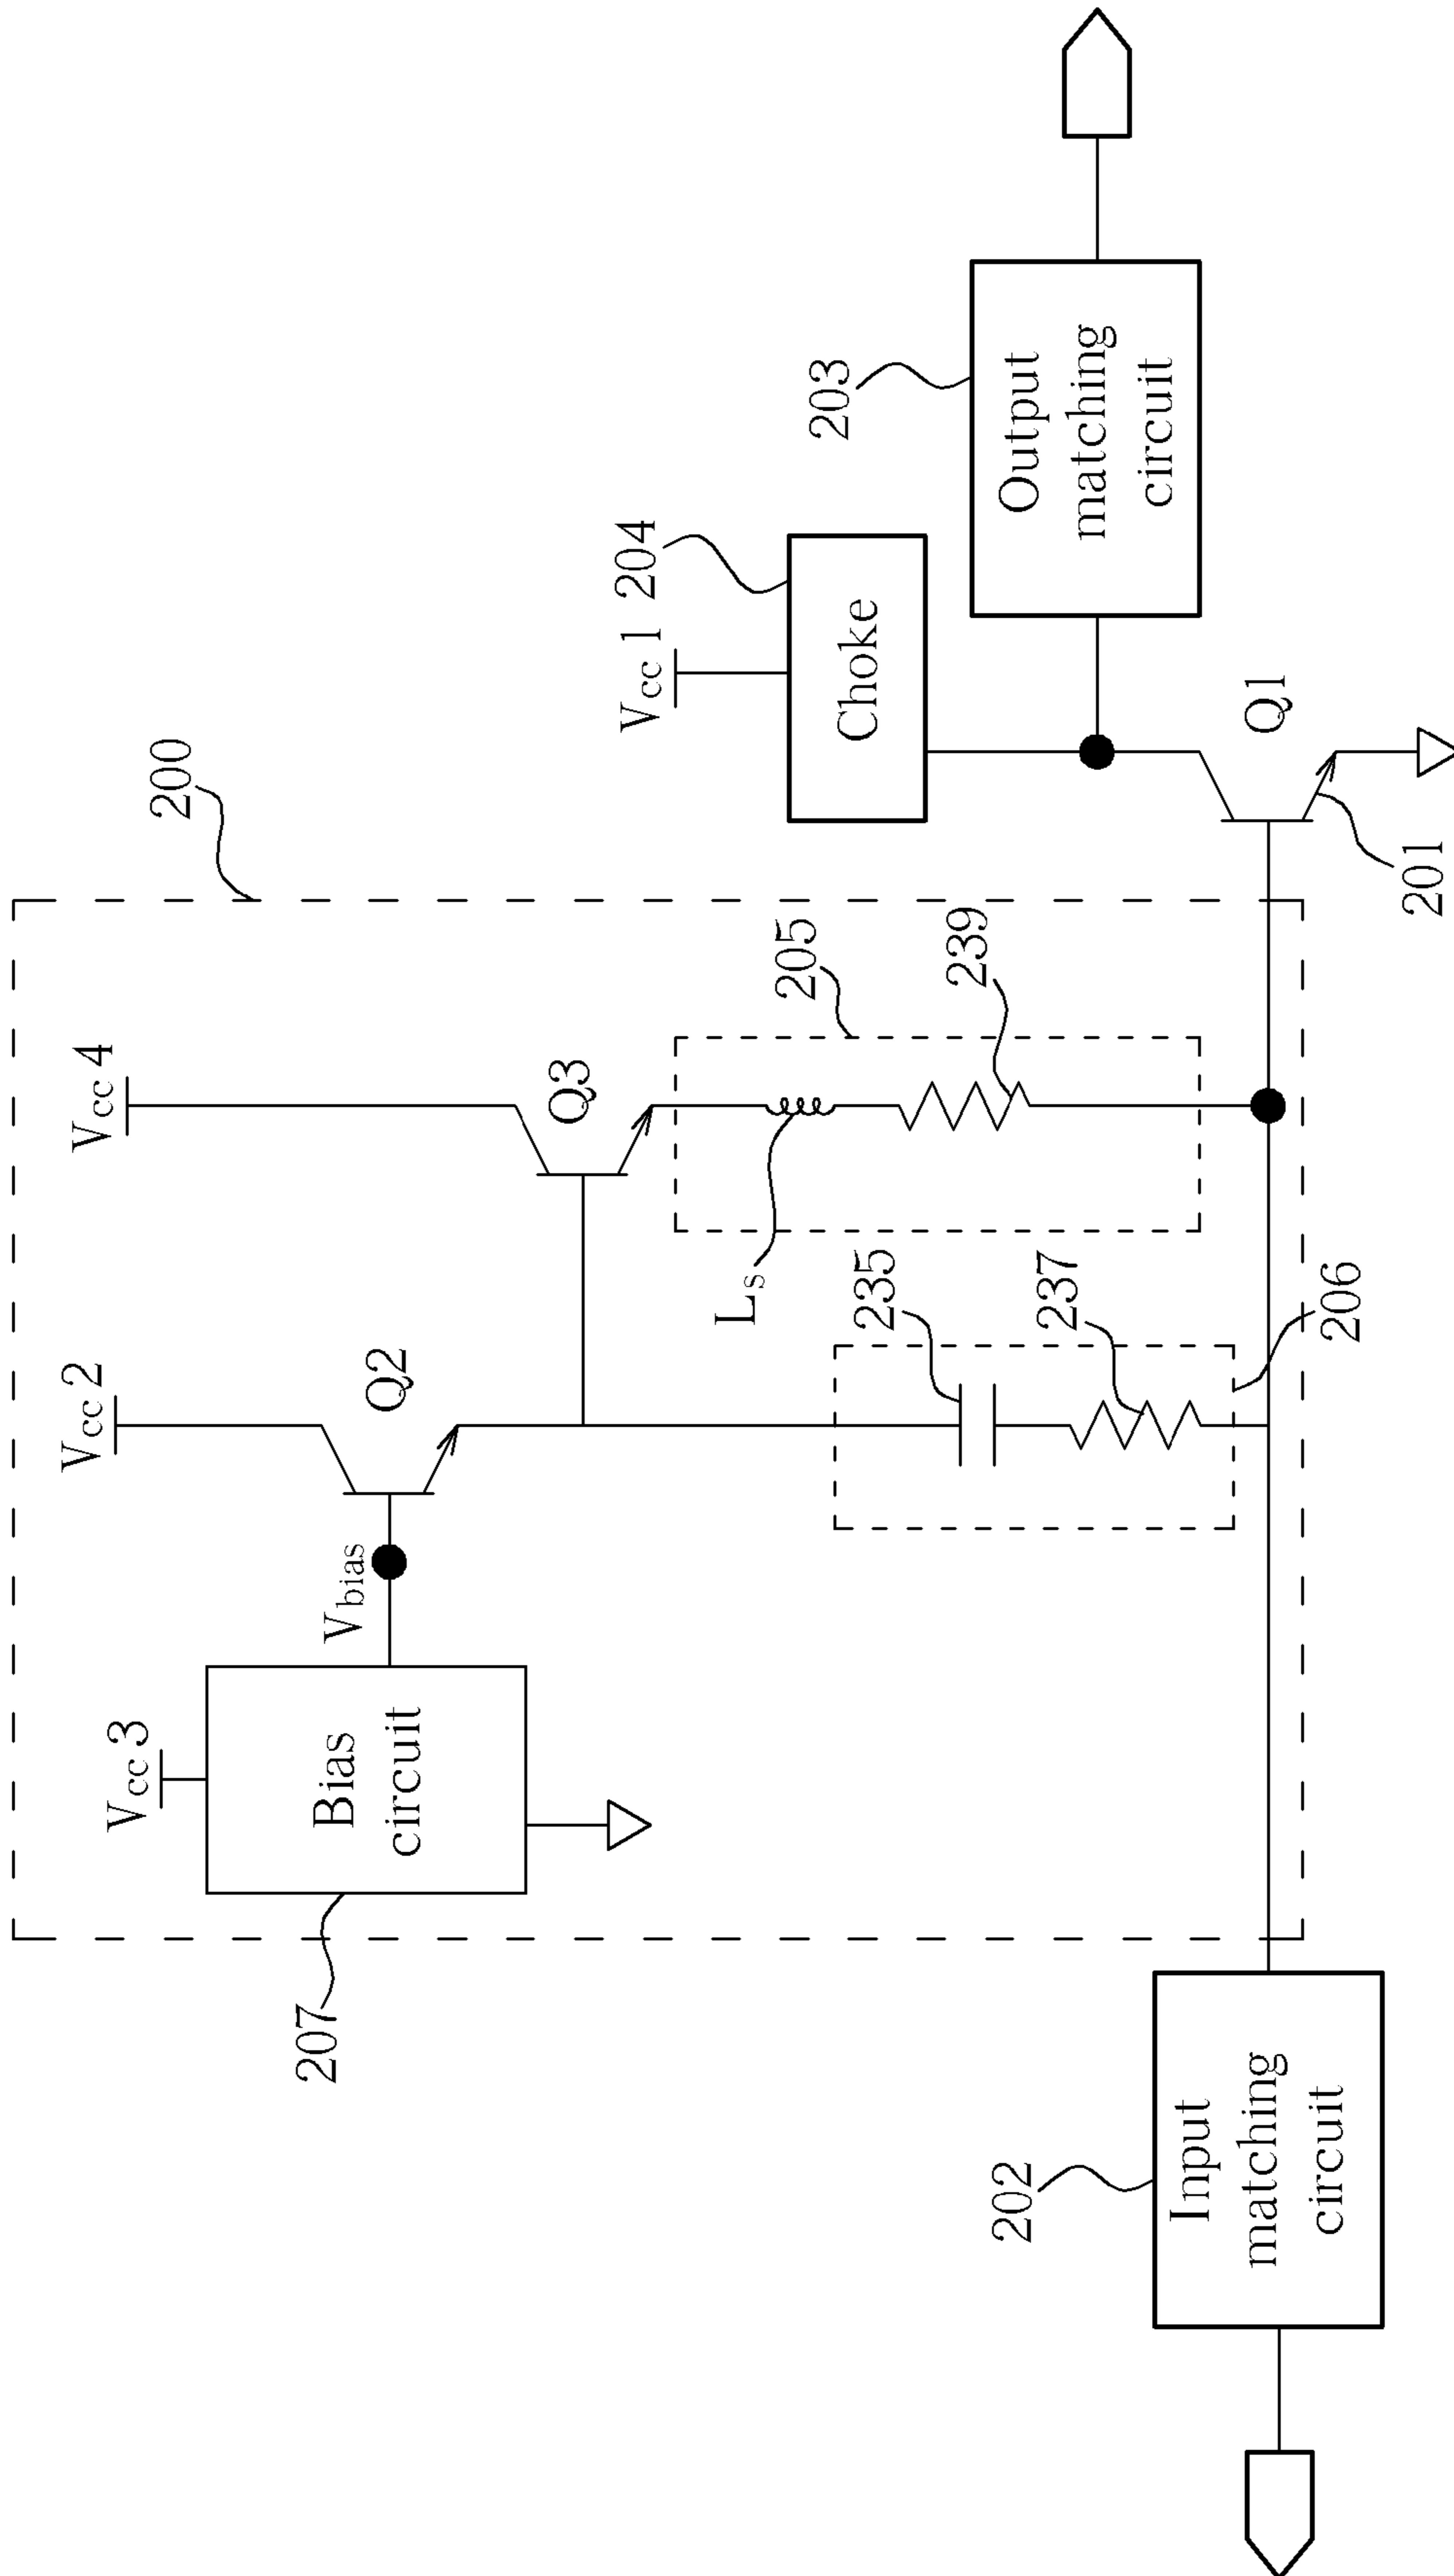 200
Vcc 3
Vcc 2
Vcc 4
207
Bias
circuit
Vbias
Q2
Q3
Vcc 1
204
Choke
Ls
205
203
235
239
237
Output
matching
circuit
202
Input
matching
circuit
206
Q1
201